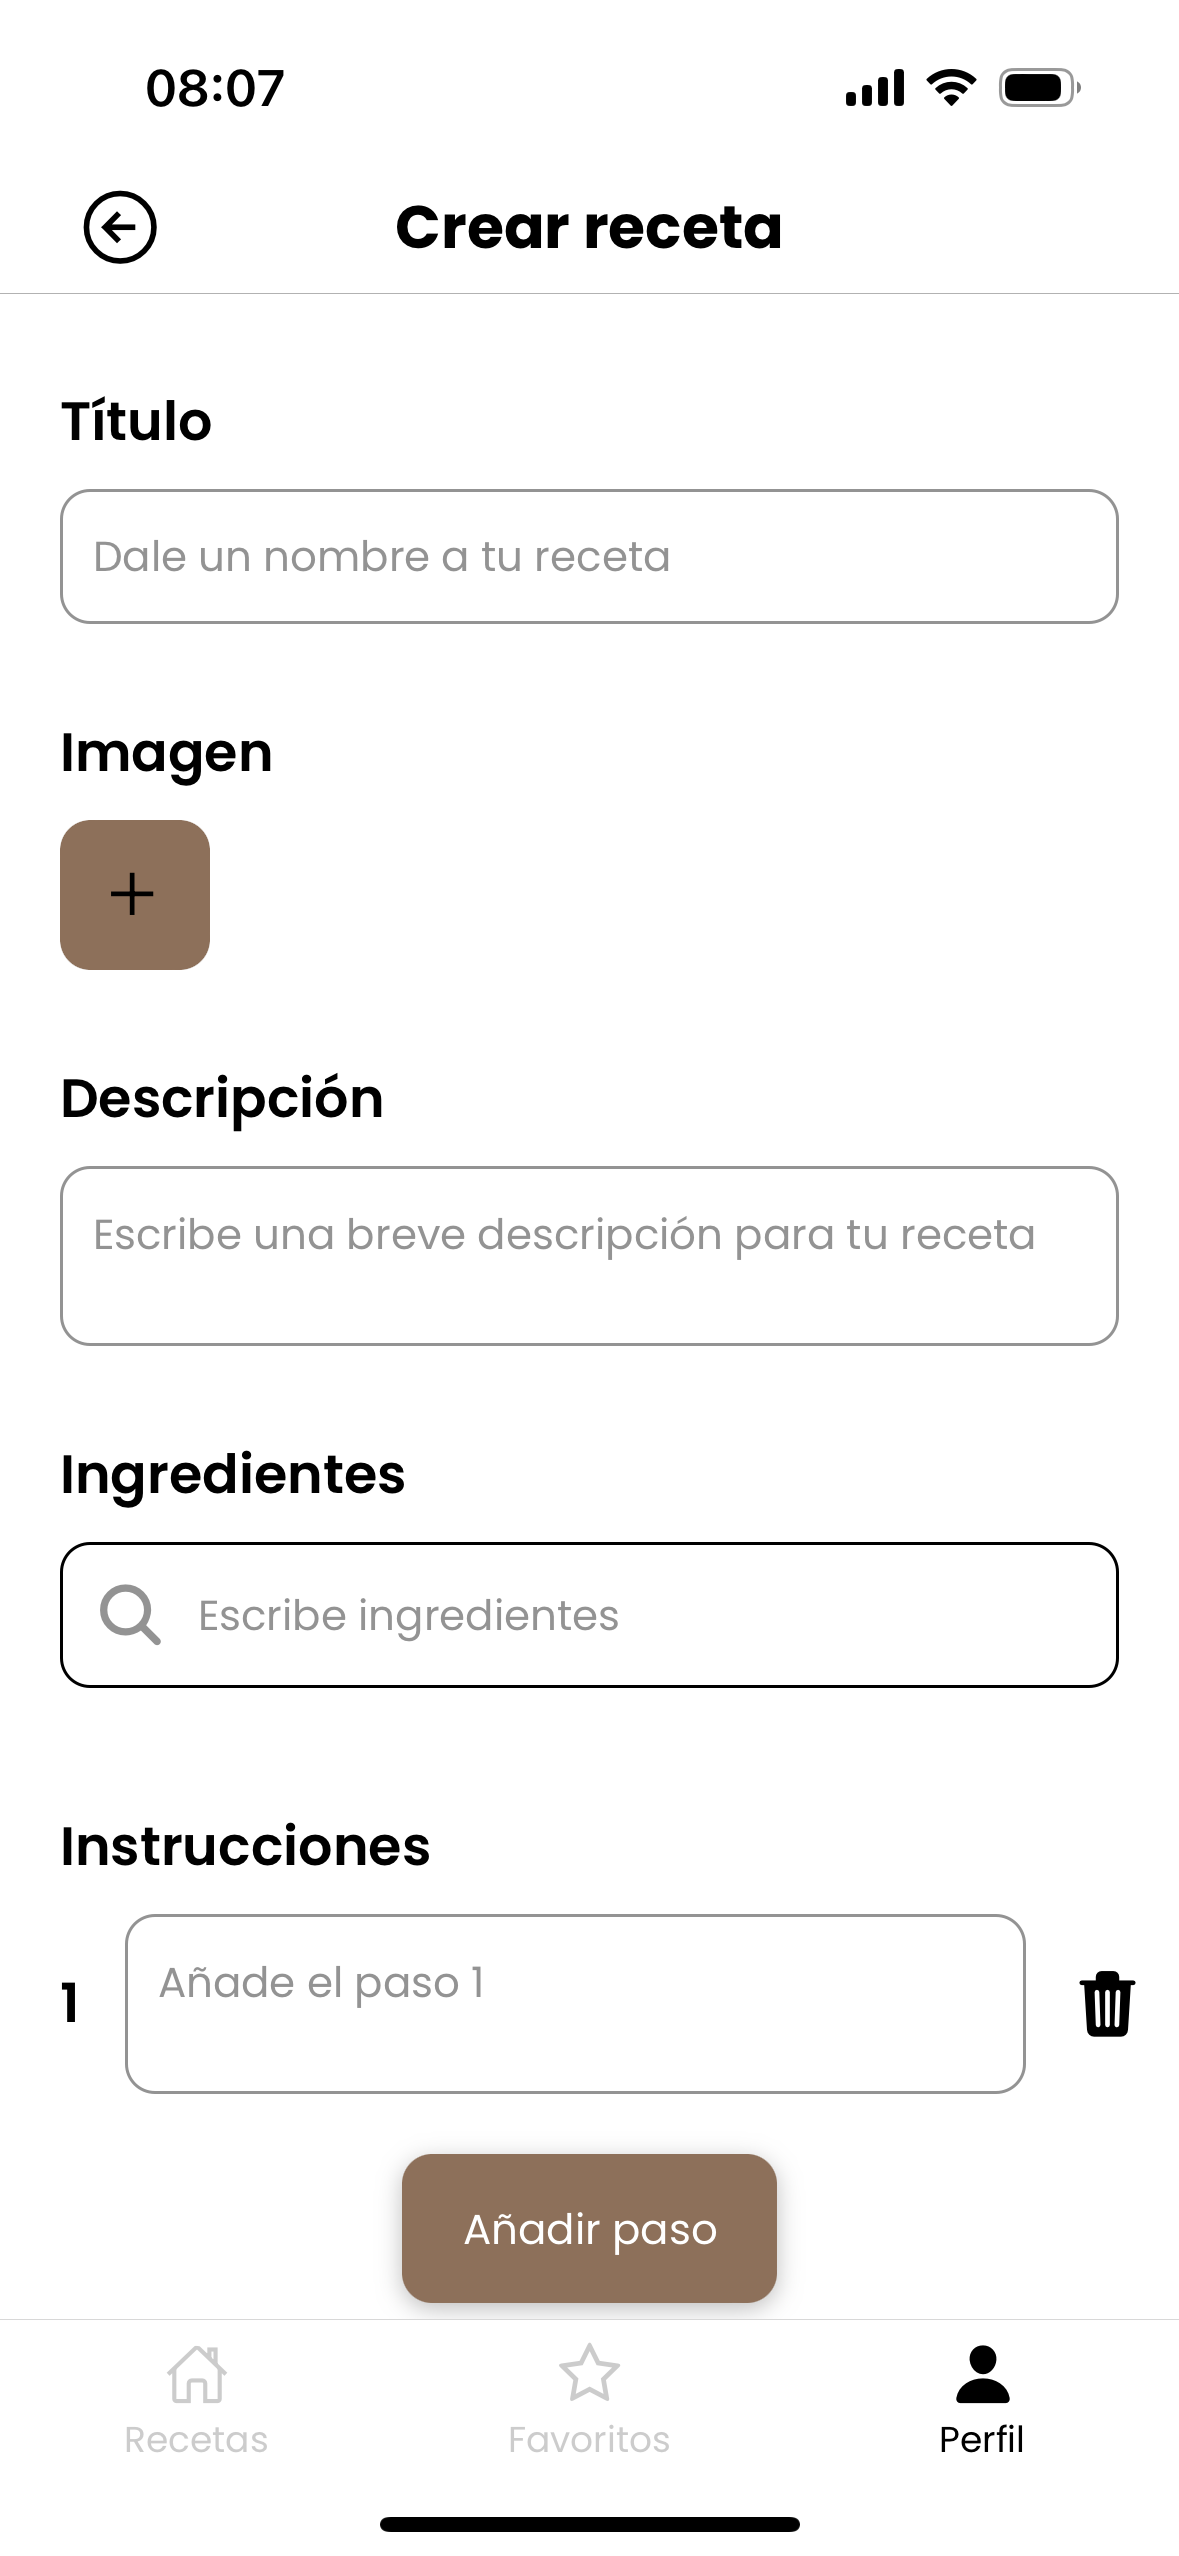 08:07
Crear receta
Título
Dale un nombre a tu receta
Imagen
Descripción
Escribe una breve descripción para tu receta
Ingredientes
Escribe ingredientes
Instrucciones
1
Añade el paso 1
Añadir paso
Recetas
Favoritos
Perfil